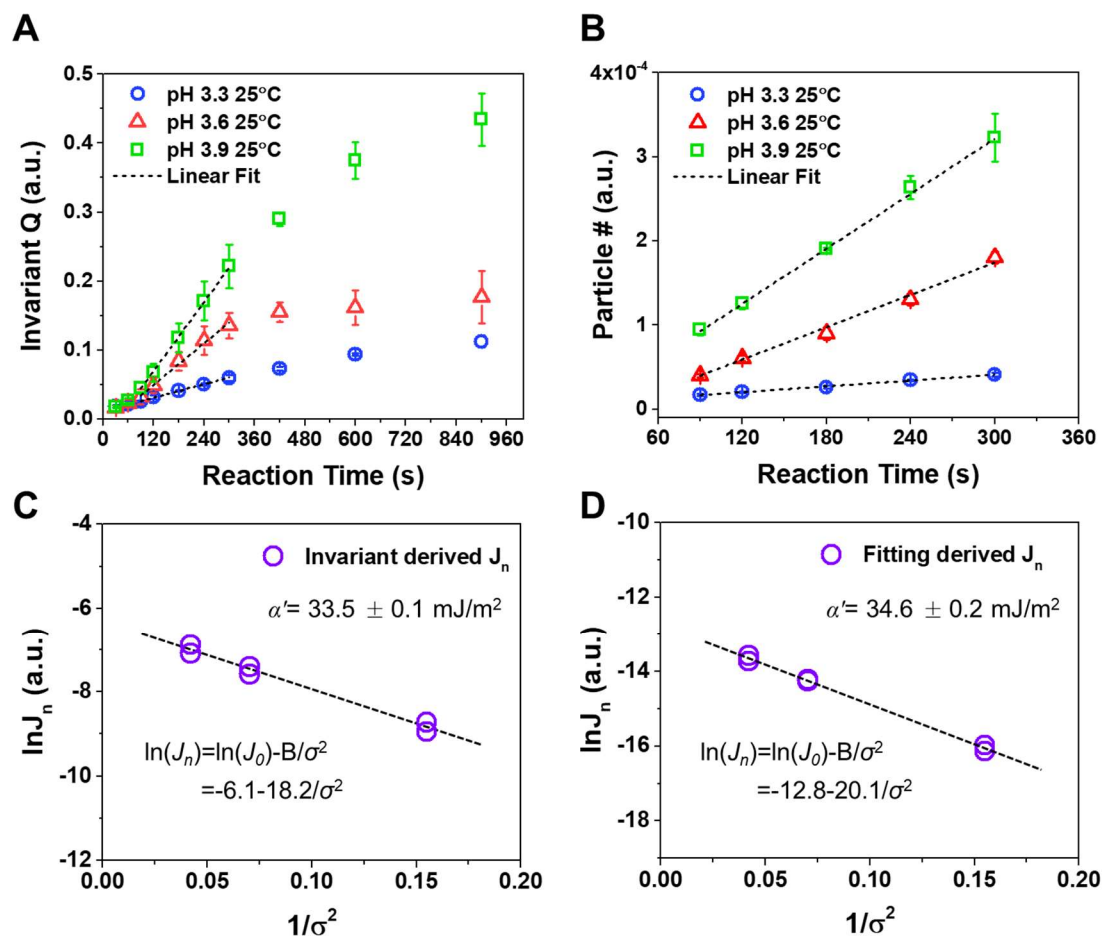 A
Invariant Q (a.u.)
0.5
0.4
0.3
0.2
0.1
0.0
pH 3.3 25°C
pH 3.6 25°C
pH 3.9 25°C
Linear Fit
0 120 240 360 480 600 720 840 960
Reaction Time (s)
B
Particle # (a.u.)
4x10⁻⁴
3
2
1
0
pH 3.3 25°C
pH 3.6 25°C
pH 3.9 25°C
Linear Fit
60 120 180 240 300 360
Reaction Time (s)
C
lnJₙ (a.u.)
-4
-6
-8
-10
-12
Invariant derived Jₙ
α'= 33.5 ± 0.1 mJ/m²
ln(Jₙ)=ln(J₀)-B/σ²
=-6.1-18.2/σ²
0.00 0.05 0.10 0.15 0.20
1/σ²
D
lnJₙ (a.u.)
-10
-12
-14
-16
-18
Fitting derived Jₙ
α'= 34.6 ± 0.2 mJ/m²
ln(Jₙ)=ln(J₀)-B/σ²
=-12.8-20.1/σ²
0.00 0.05 0.10 0.15 0.20
1/σ²